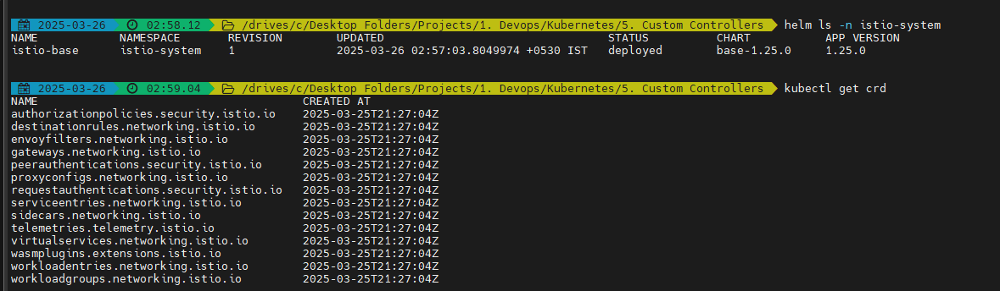 2025-03-26 02:58.12 /drives/c/Desktop Folders/Projects/1. Devops/Kubernetes/5. Custom Controllers helm ls -n istio-system
NAME NAMESPACE REVISION UPDATED STATUS CHART APP VERSION
istio-base istio-system 1 2025-03-26 02:57:03.8049974 +0530 IST deployed base-1.25.0 1.25.0
2025-03-26 02:59.04 /drives/c/Desktop Folders/Projects/1. Devops/Kubernetes/5. Custom Controllers kubectl get crd
NAME CREATED AT
authorizationpolicies.security.istio.io 2025-03-25T21:27:04Z
destinationrules.networking.istio.io 2025-03-25T21:27:04Z
envoyfilters.networking.istio.io 2025-03-25T21:27:04Z
gateways.networking.istio.io 2025-03-25T21:27:04Z
peerauthentications.security.istio.io 2025-03-25T21:27:04Z
proxyconfigs.networking.istio.io 2025-03-25T21:27:04Z
requestauthentications.security.istio.io 2025-03-25T21:27:04Z
serviceentries.networking.istio.io 2025-03-25T21:27:04Z
sidecars.networking.istio.io 2025-03-25T21:27:04Z
telemetries.telemetry.istio.io 2025-03-25T21:27:04Z
virtualservices.networking.istio.io 2025-03-25T21:27:04Z
wasmplugins.extensions.istio.io 2025-03-25T21:27:04Z
workloadentries.networking.istio.io 2025-03-25T21:27:04Z
workloadgroups.networking.istio.io 2025-03-25T21:27:04Z